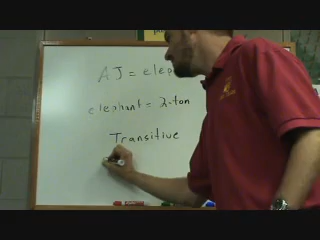 AJ = elep
elephant = 2-ton
Transitive